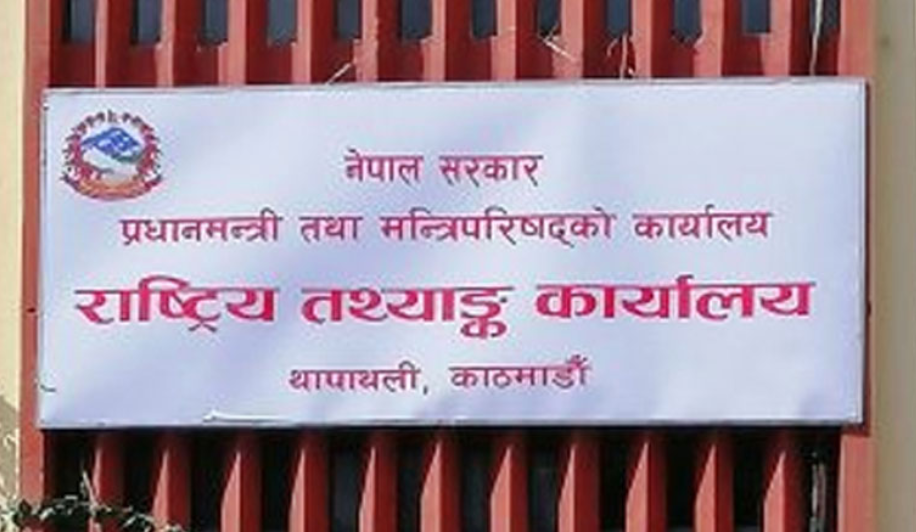 नेपाल सरकार
प्रधानमन्त्री तथा मन्त्रिपरिषद्को कार्यालय
राष्ट्रिय तथ्याङ्क कार्यालय
थापाथली, काठमाडौँ